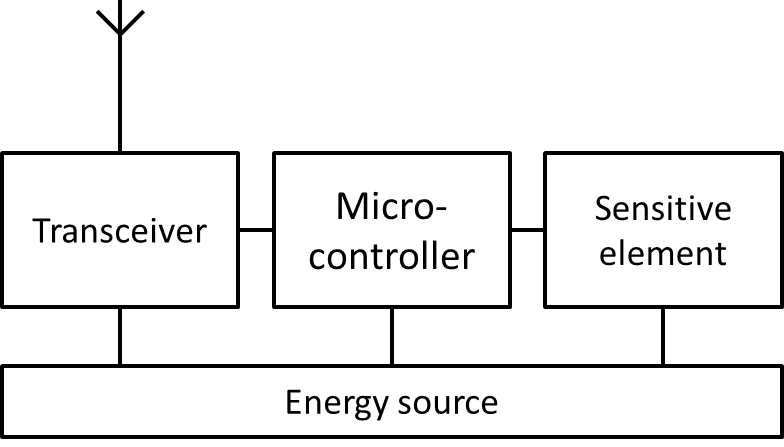 Transceiver
Micro-
controller
Sensitive
element
Energy source